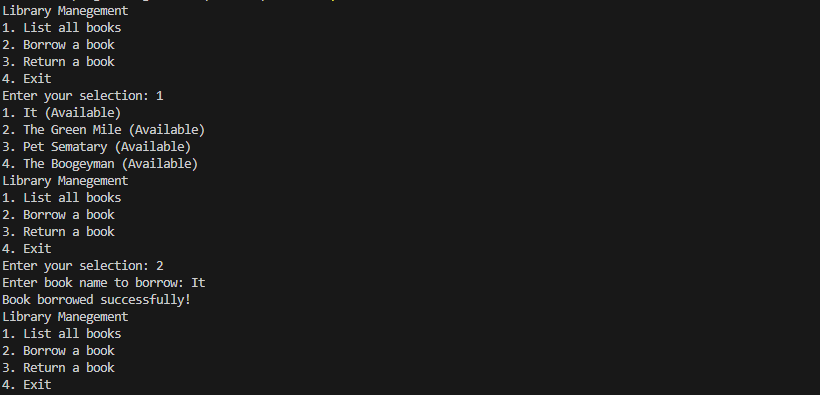 Library Manegement
1. List all books
2. Borrow a book
3. Return a book
4. Exit
Enter your selection: 1
1. It (Available)
2. The Green Mile (Available)
3. Pet Sematary (Available)
4. The Boogeyman (Available)
Library Manegement
1. List all books
2. Borrow a book
3. Return a book
4. Exit
Enter your selection: 2
Enter book name to borrow: It
Book borrowed successfully!
Library Manegement
1. List all books
2. Borrow a book
3. Return a book
4. Exit